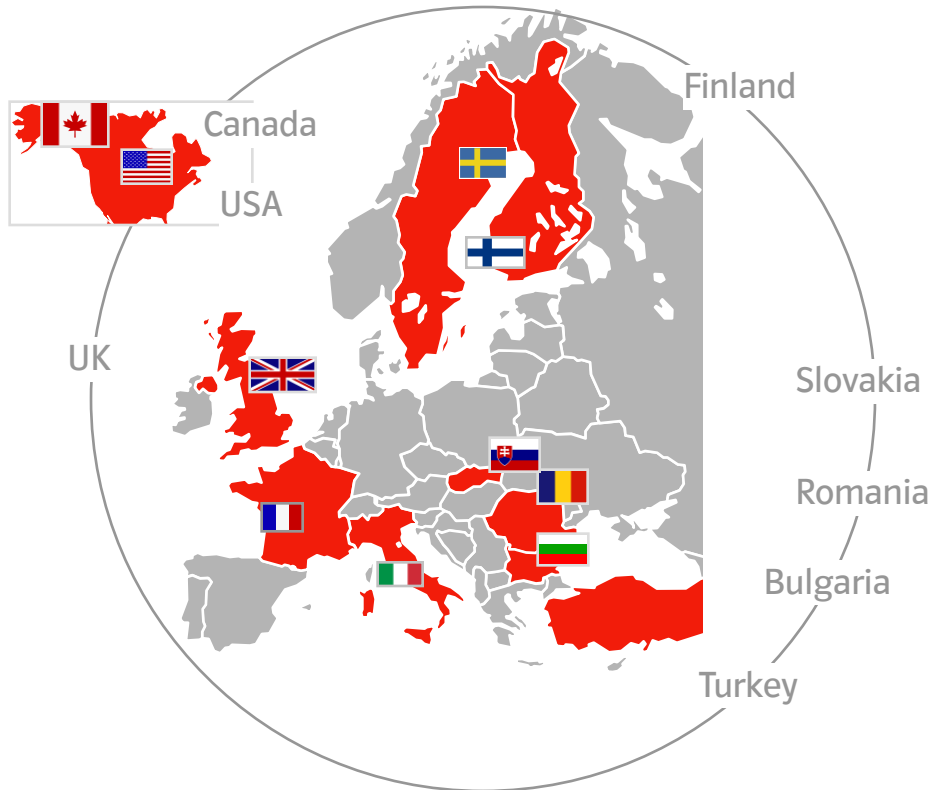 Finland
Canada
USA
UK
Slovakia
Romania
Bulgaria
Turkey